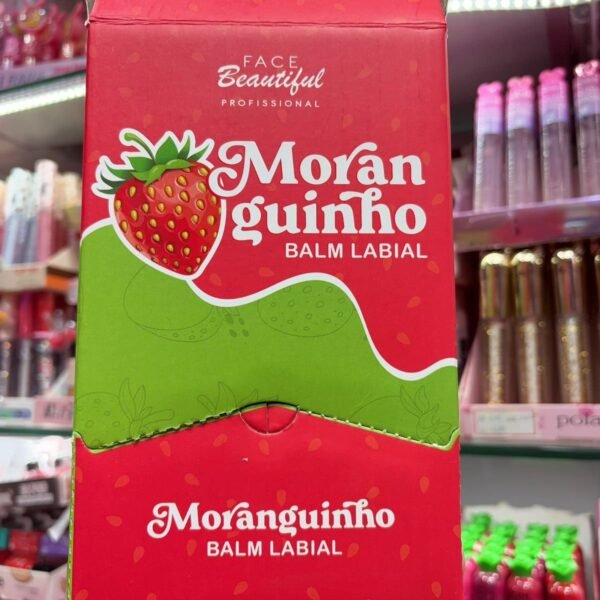 FACE
Beautiful
PROFISSIONAL
Moran
guinho
BALM LABIAL
Moranguinho
BALM LABIAL